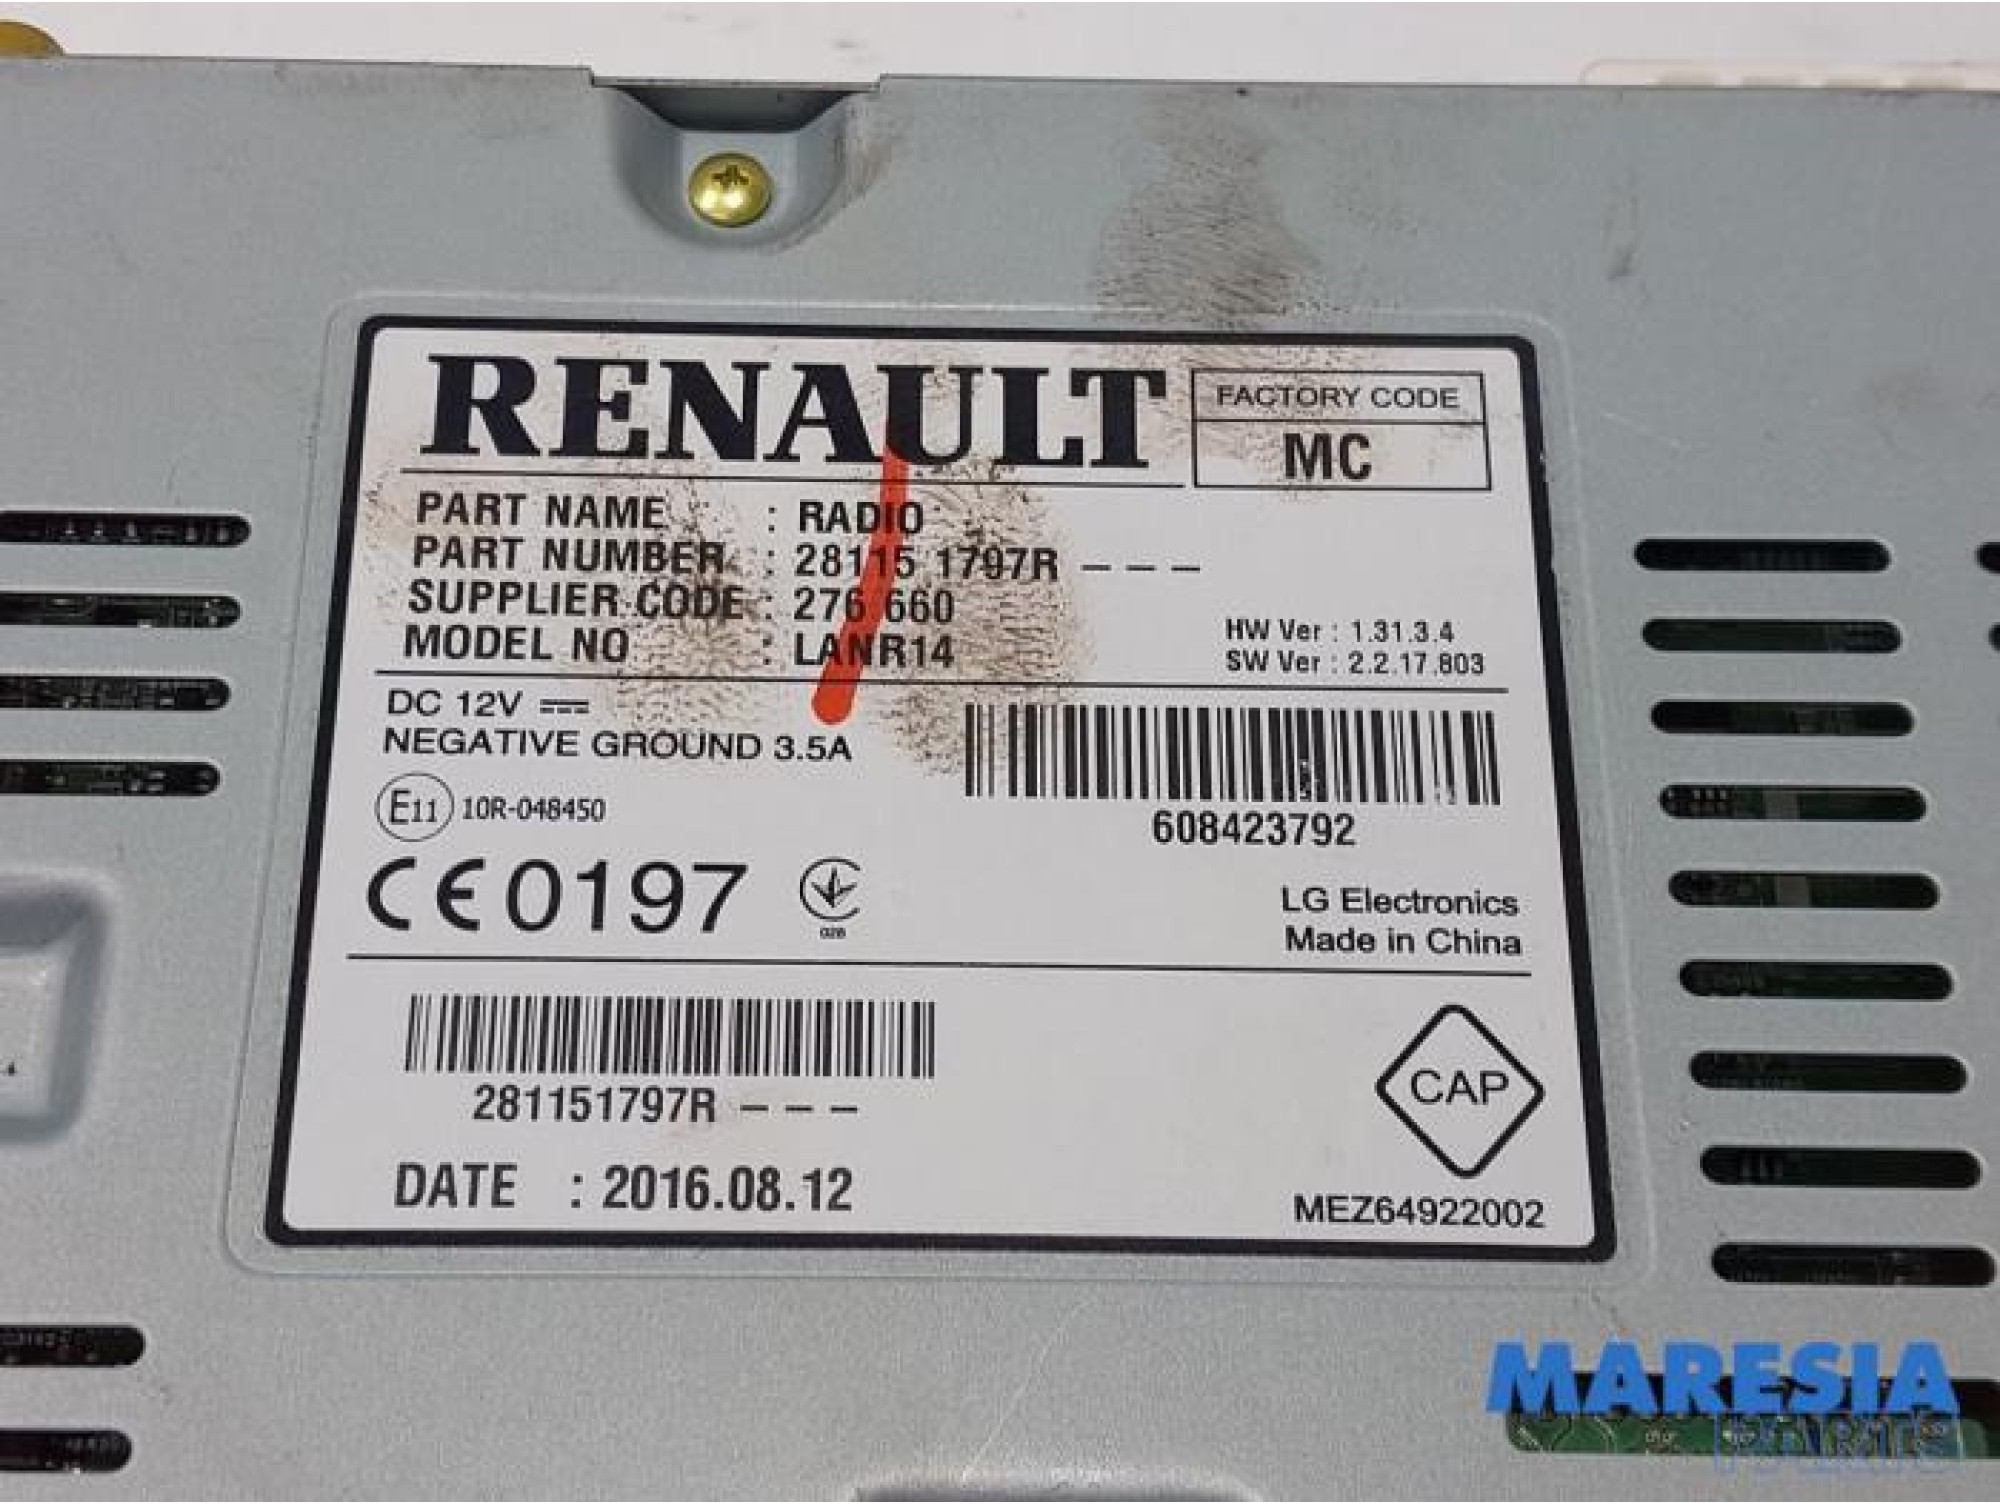 RENAULT
FACTORY CODE
MC
PART NAME : RADIO
PART NUMBER : 28115 1797R – – –
SUPPLIER CODE : 276 660
MODEL NO : LANR14
HW Ver : 1.31.3.4
SW Ver : 2.2.17.803
DC 12V
NEGATIVE GROUND 3.5A
E11 10R-048450
608423792
CE0197
028
LG Electronics
Made in China
281151797R – – –
CAP
DATE : 2016.08.12
MEZ64922002
MARESIA
PARTS